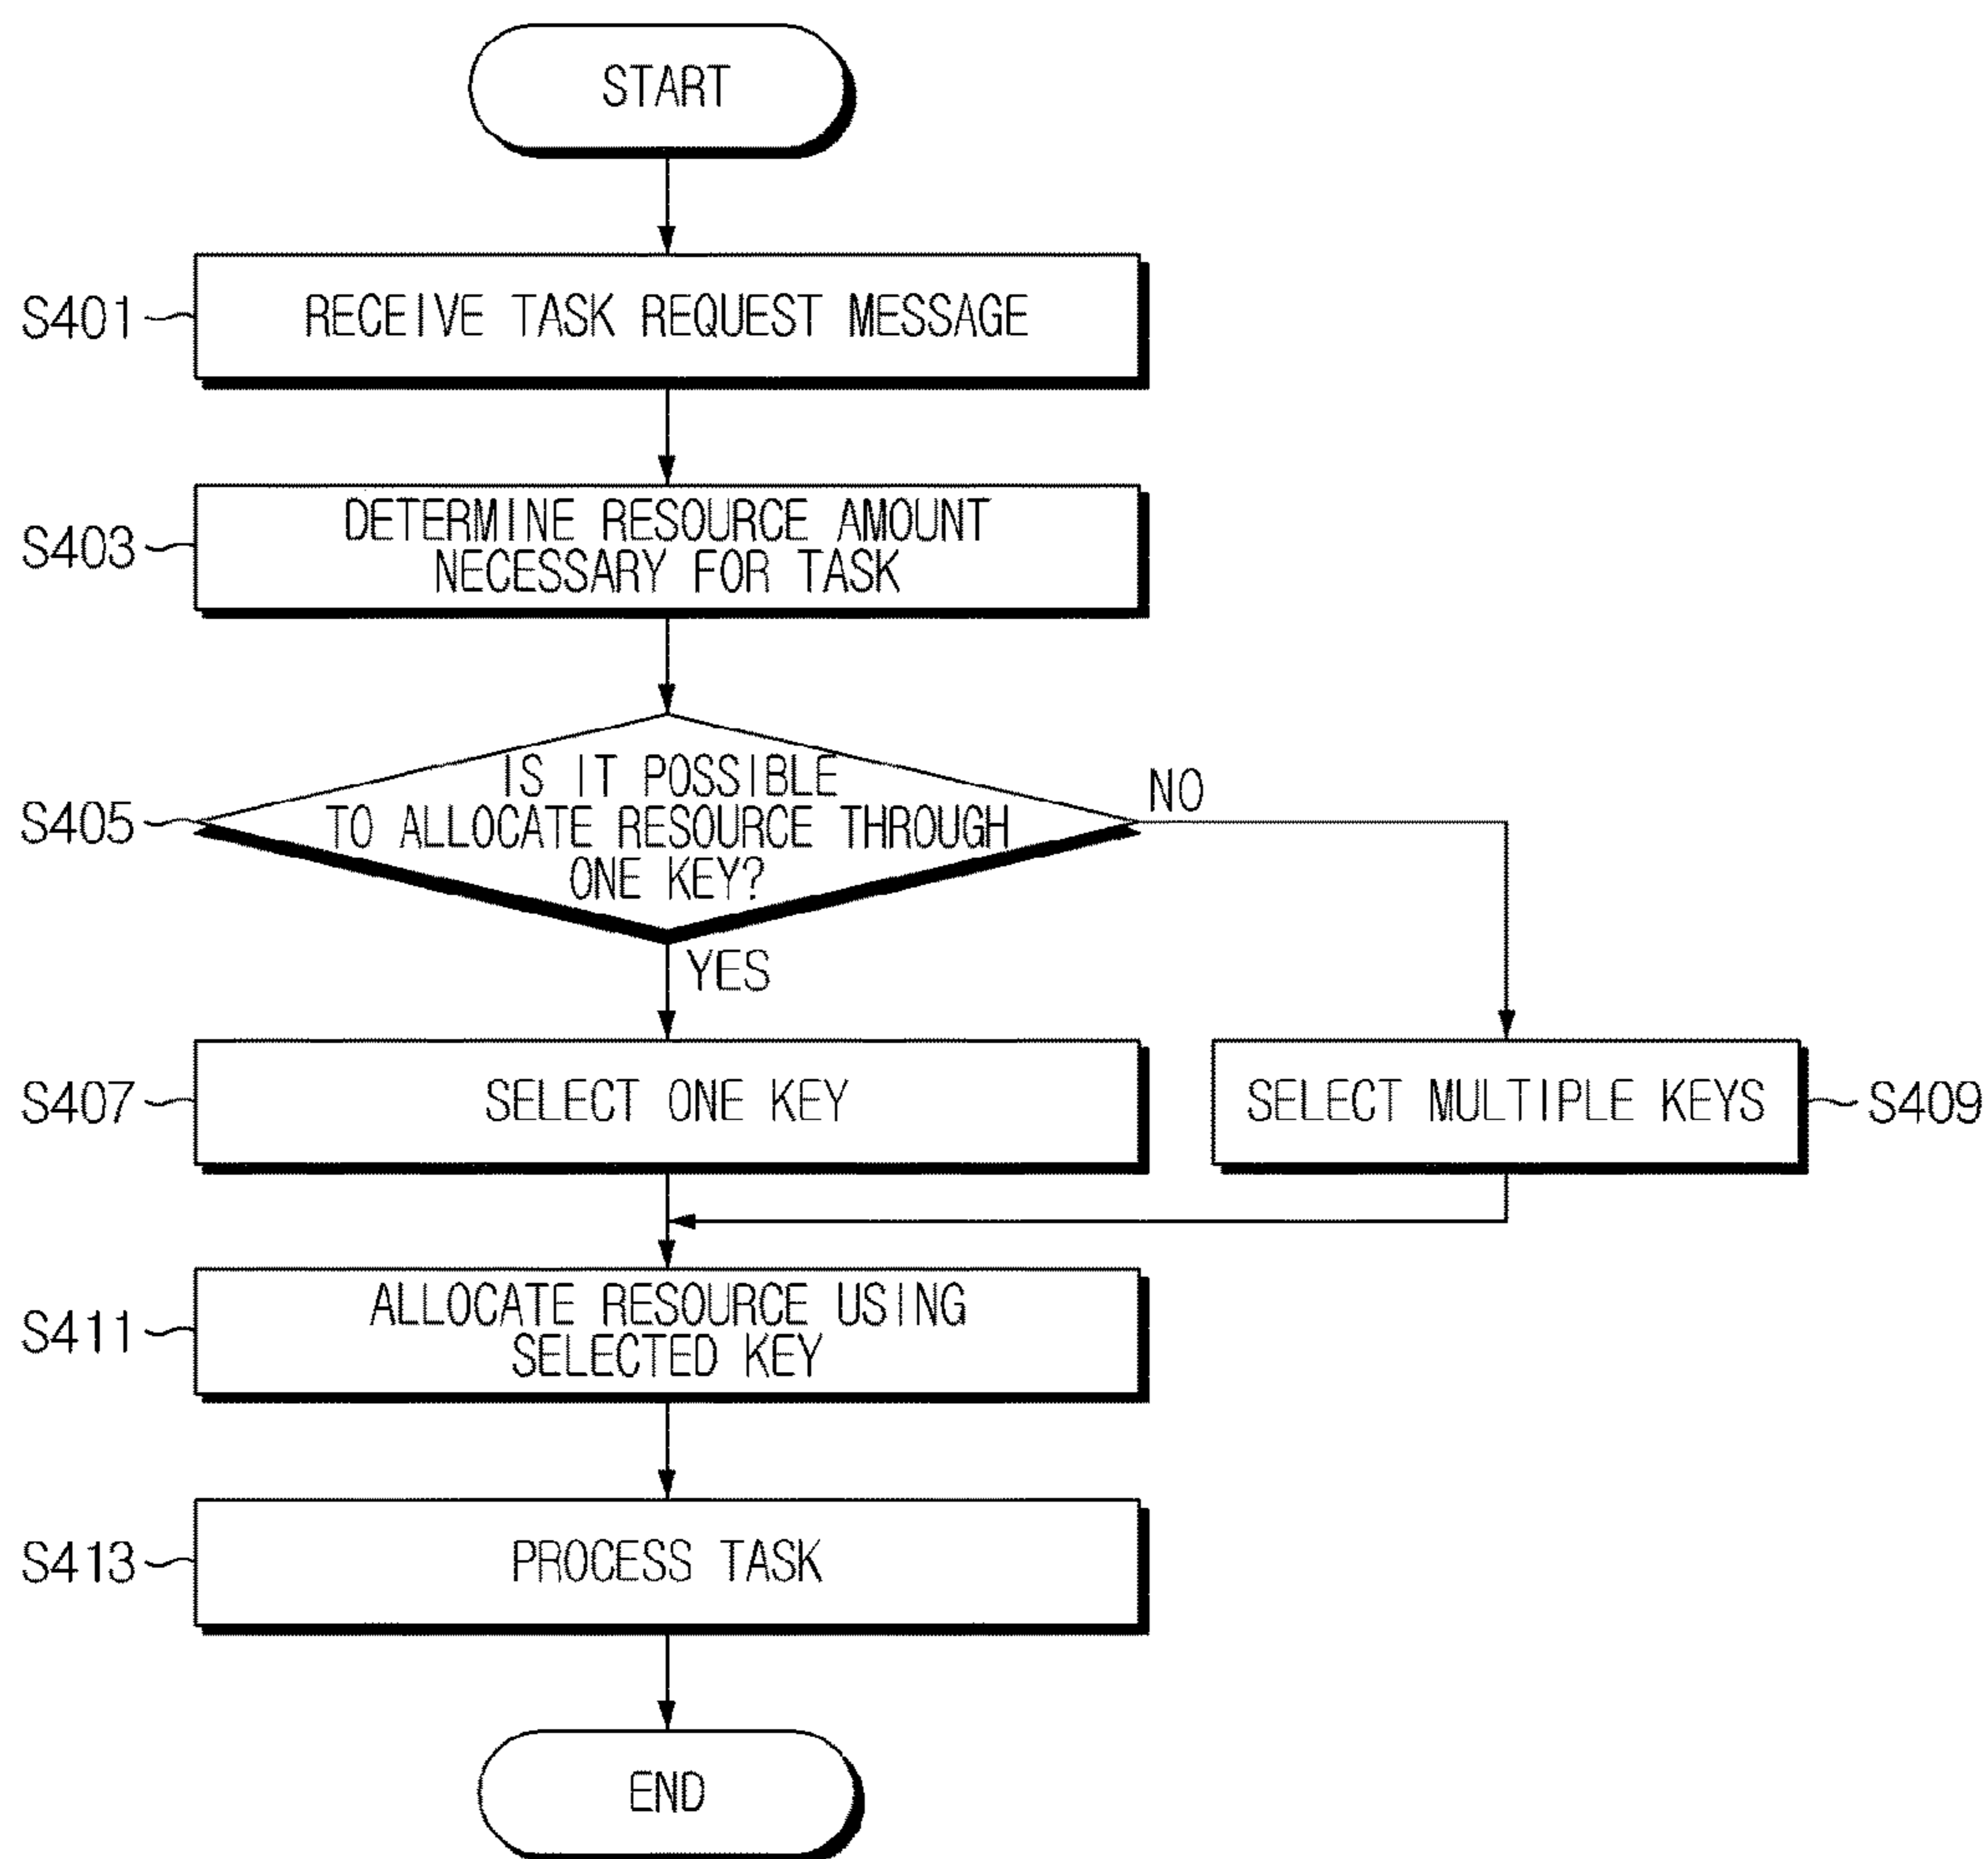 START
S401
RECEIVE TASK REQUEST MESSAGE
S403
DETERMINE RESOURCE AMOUNT
NECESSARY FOR TASK
S405
IS IT POSSIBLE
TO ALLOCATE RESOURCE THROUGH
ONE KEY?
NO
YES
S407
SELECT ONE KEY
SELECT MULTIPLE KEYS
S409
S411
ALLOCATE RESOURCE USING
SELECTED KEY
S413
PROCESS TASK
END